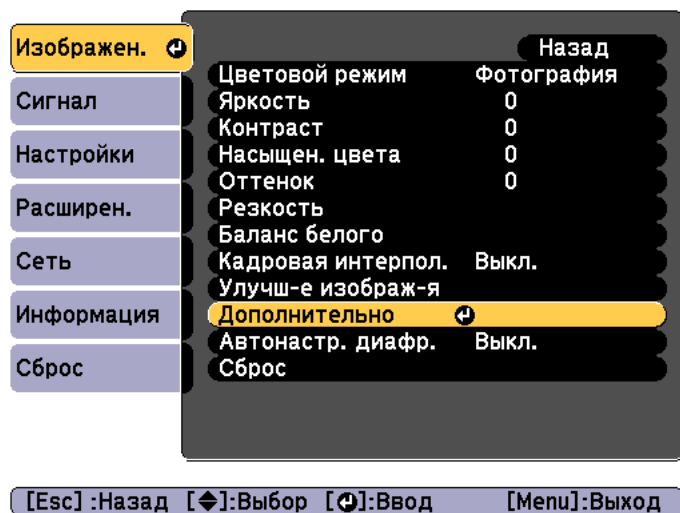 Изображен.
Сигнал
Настройки
Расширен.
Сеть
Информация
Сброс
Назад
Цветовой режим Фотография
Яркость 0
Контраст 0
Насыщен. цвета 0
Оттенок 0
Резкость
Баланс белого
Кадровая интерпол. Выкл.
Улучш-е изображ-я
Дополнительно
Автонастр. диафр. Выкл.
Сброс
[Esc] :Назад [◆]:Выбор [⏎]:Ввод [Menu]:Выход